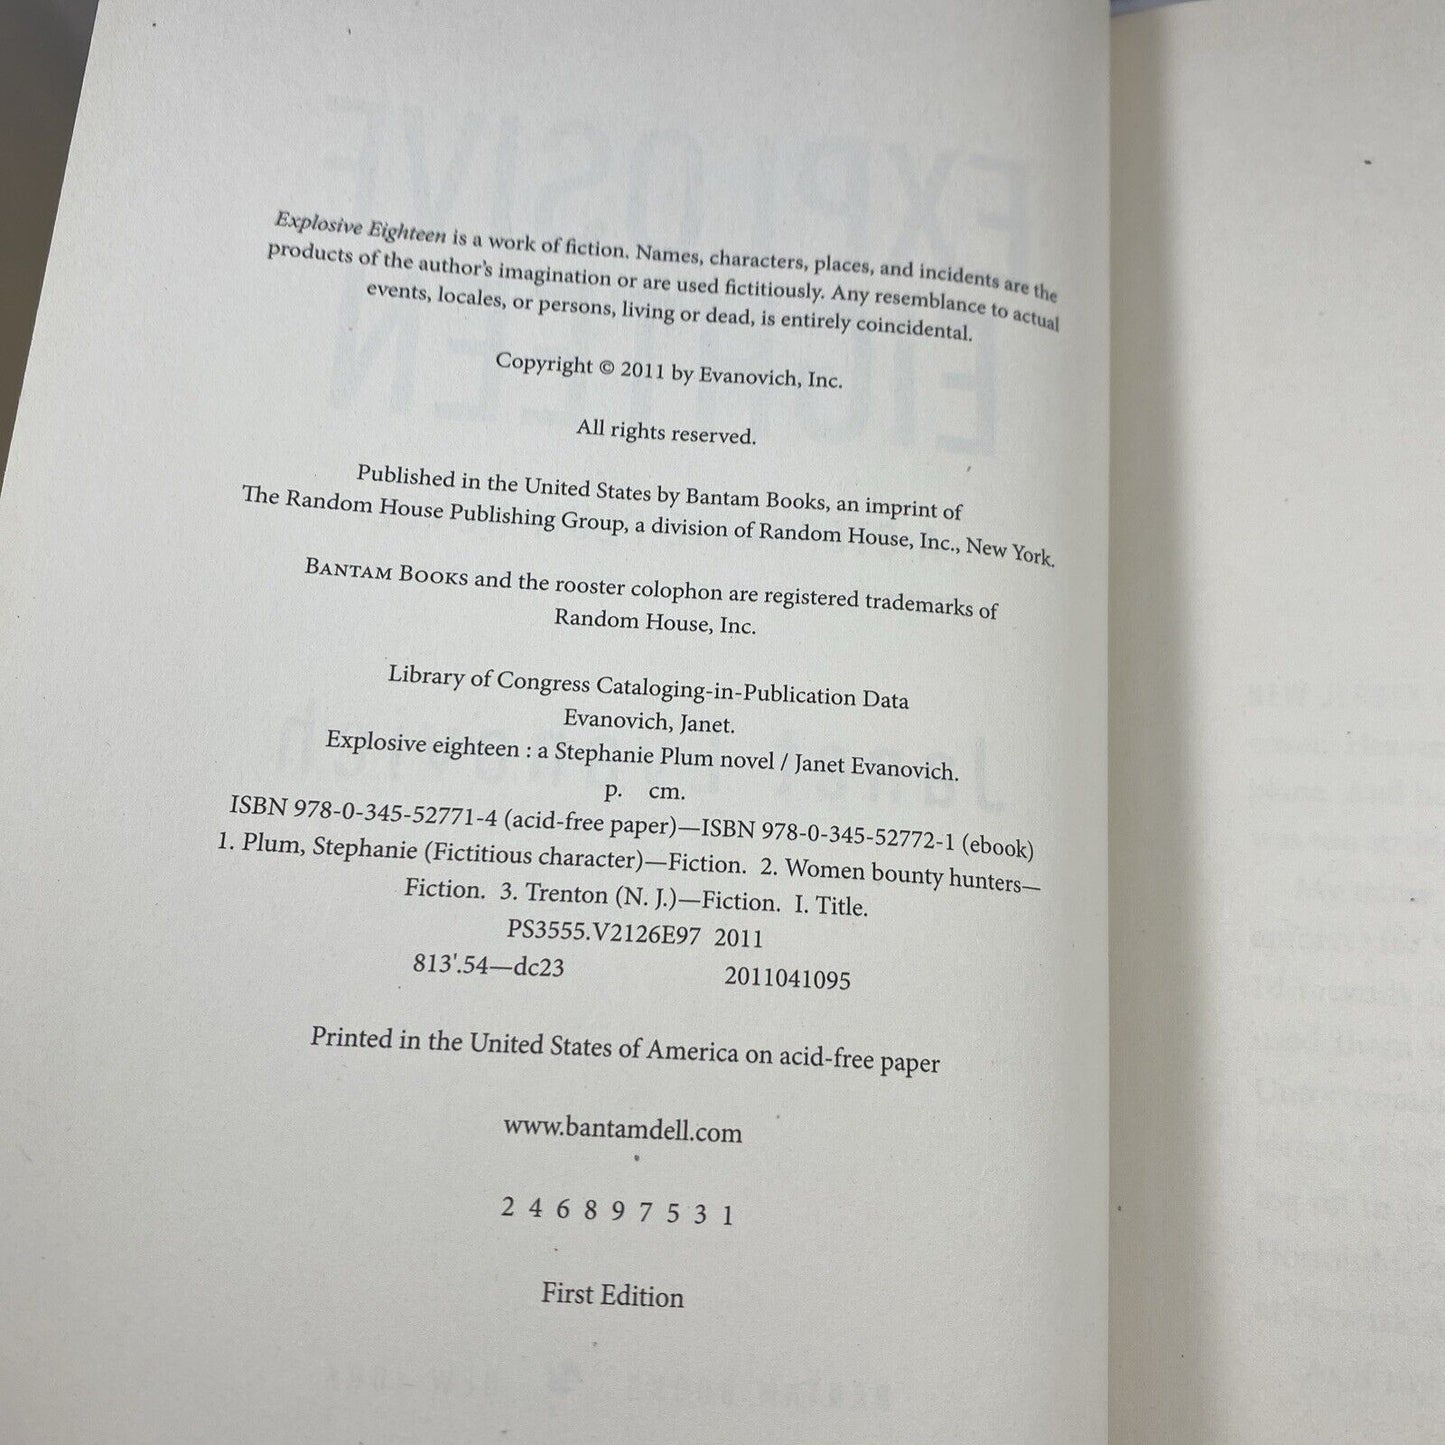 Explosive Eighteen is a work of fiction. Names, characters, places, and incidents are the
products of the author's imagination or are used fictitiously. Any resemblance to actual
events, locales, or persons, living or dead, is entirely coincidental.
Copyright © 2011 by Evanovich, Inc.
All rights reserved.
Published in the United States by Bantam Books, an imprint of
The Random House Publishing Group, a division of Random House, Inc., New York.
BANTAM BOOKS and the rooster colophon are registered trademarks of
Random House, Inc.
Library of Congress Cataloging-in-Publication Data
Evanovich, Janet.
Explosive eighteen : a Stephanie Plum novel / Janet Evanovich.
p. cm.
ISBN 978-0-345-52771-4 (acid-free paper)—ISBN 978-0-345-52772-1 (ebook)
1. Plum, Stephanie (Fictitious character)—Fiction. 2. Women bounty hunters—
Fiction. 3. Trenton (N. J.)—Fiction. I. Title.
PS3555.V2126E97 2011
813'.54—dc23 2011041095
Printed in the United States of America on acid-free paper
www.bantamdell.com
2 4 6 8 9 7 5 3 1
First Edition